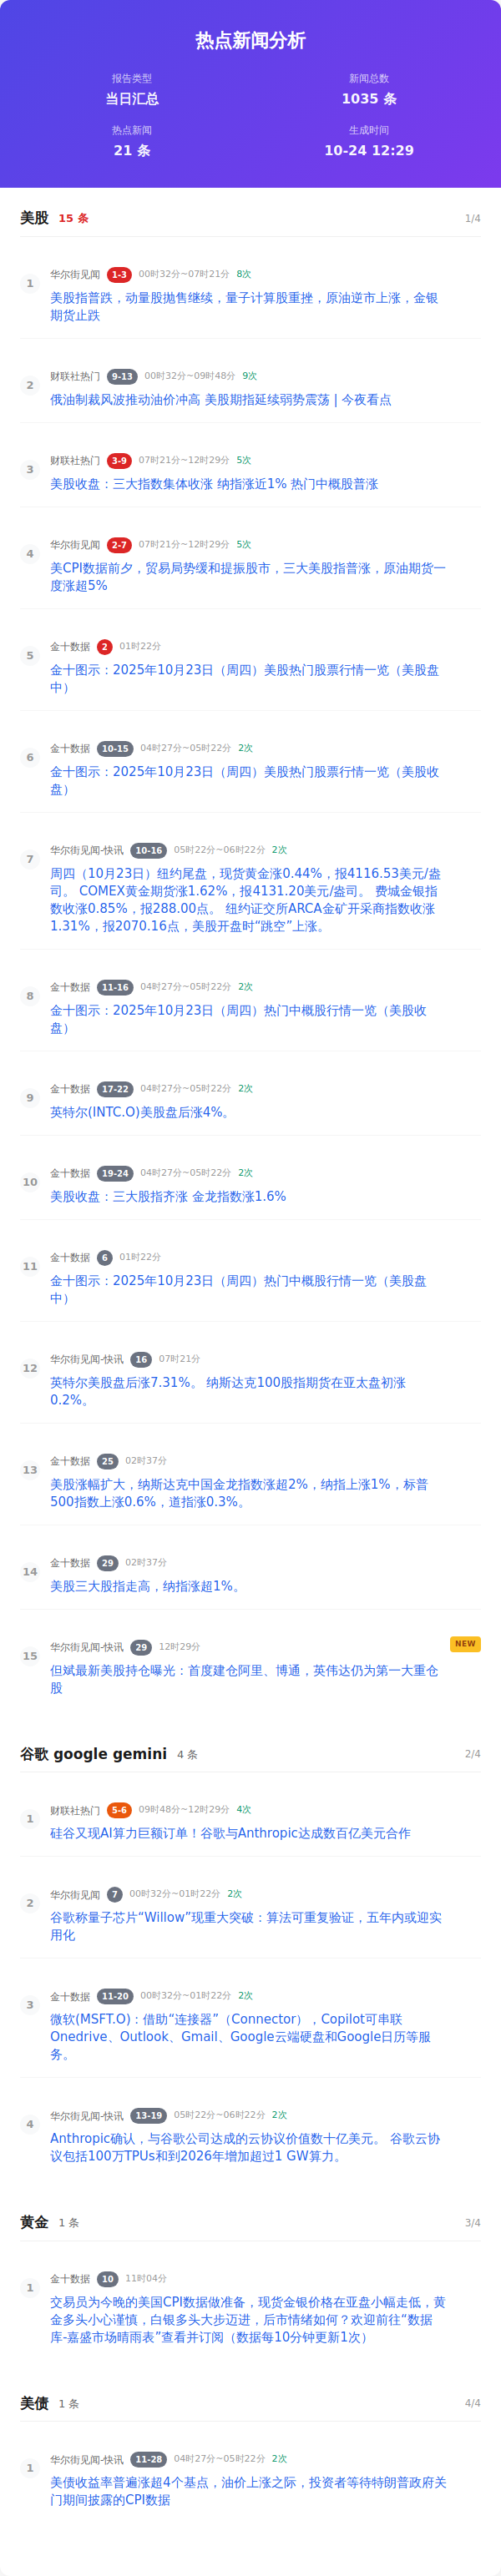 热点新闻分析
报告类型
当日汇总
新闻总数
1035 条
热点新闻
21 条
生成时间
10-24 12:29
美股 15 条 1/4
1 华尔街见闻 1-3 00时32分~07时21分 8次
美股指普跌，动量股抛售继续，量子计算股重挫，原油逆市上涨，金银
期货止跌
2 财联社热门 9-13 00时32分~09时48分 9次
俄油制裁风波推动油价冲高 美股期指延续弱势震荡 | 今夜看点
3 财联社热门 3-9 07时21分~12时29分 5次
美股收盘：三大指数集体收涨 纳指涨近1% 热门中概股普涨
4 华尔街见闻 2-7 07时21分~12时29分 5次
美CPI数据前夕，贸易局势缓和提振股市，三大美股指普涨，原油期货一
度涨超5%
5 金十数据 2 01时22分
金十图示：2025年10月23日（周四）美股热门股票行情一览（美股盘
中）
6 金十数据 10-15 04时27分~05时22分 2次
金十图示：2025年10月23日（周四）美股热门股票行情一览（美股收
盘）
7 华尔街见闻-快讯 10-16 05时22分~06时22分 2次
周四（10月23日）纽约尾盘，现货黄金涨0.44%，报4116.53美元/盎
司。 COMEX黄金期货涨1.62%，报4131.20美元/盎司。 费城金银指
数收涨0.85%，报288.00点。 纽约证交所ARCA金矿开采商指数收涨
1.31%，报2070.16点，美股开盘时“跳空”上涨。
8 金十数据 11-16 04时27分~05时22分 2次
金十图示：2025年10月23日（周四）热门中概股行情一览（美股收
盘）
9 金十数据 17-22 04时27分~05时22分 2次
英特尔(INTC.O)美股盘后涨4%。
10 金十数据 19-24 04时27分~05时22分 2次
美股收盘：三大股指齐涨 金龙指数涨1.6%
11 金十数据 6 01时22分
金十图示：2025年10月23日（周四）热门中概股行情一览（美股盘
中）
12 华尔街见闻-快讯 16 07时21分
英特尔美股盘后涨7.31%。 纳斯达克100股指期货在亚太盘初涨
0.2%。
13 金十数据 25 02时37分
美股涨幅扩大，纳斯达克中国金龙指数涨超2%，纳指上涨1%，标普
500指数上涨0.6%，道指涨0.3%。
14 金十数据 29 02时37分
美股三大股指走高，纳指涨超1%。
15 华尔街见闻-快讯 29 12时29分 NEW
但斌最新美股持仓曝光：首度建仓阿里、博通，英伟达仍为第一大重仓
股
谷歌 google gemini 4 条 2/4
1 财联社热门 5-6 09时48分~12时29分 4次
硅谷又现AI算力巨额订单！谷歌与Anthropic达成数百亿美元合作
2 华尔街见闻 7 00时32分~01时22分 2次
谷歌称量子芯片“Willow”现重大突破：算法可重复验证，五年内或迎实
用化
3 金十数据 11-20 00时32分~01时22分 2次
微软(MSFT.O)：借助“连接器”（Connector），Copilot可串联
Onedrive、Outlook、Gmail、Google云端硬盘和Google日历等服
务。
4 华尔街见闻-快讯 13-19 05时22分~06时22分 2次
Anthropic确认，与谷歌公司达成的云协议价值数十亿美元。 谷歌云协
议包括100万TPUs和到2026年增加超过1 GW算力。
黄金 1 条 3/4
1 金十数据 10 11时04分
交易员为今晚的美国CPI数据做准备，现货金银价格在亚盘小幅走低，黄
金多头小心谨慎，白银多头大步迈进，后市情绪如何？欢迎前往“数据
库-嘉盛市场晴雨表”查看并订阅（数据每10分钟更新1次）
美债 1 条 4/4
1 华尔街见闻-快讯 11-28 04时27分~05时22分 2次
美债收益率普遍涨超4个基点，油价上涨之际，投资者等待特朗普政府关
门期间披露的CPI数据